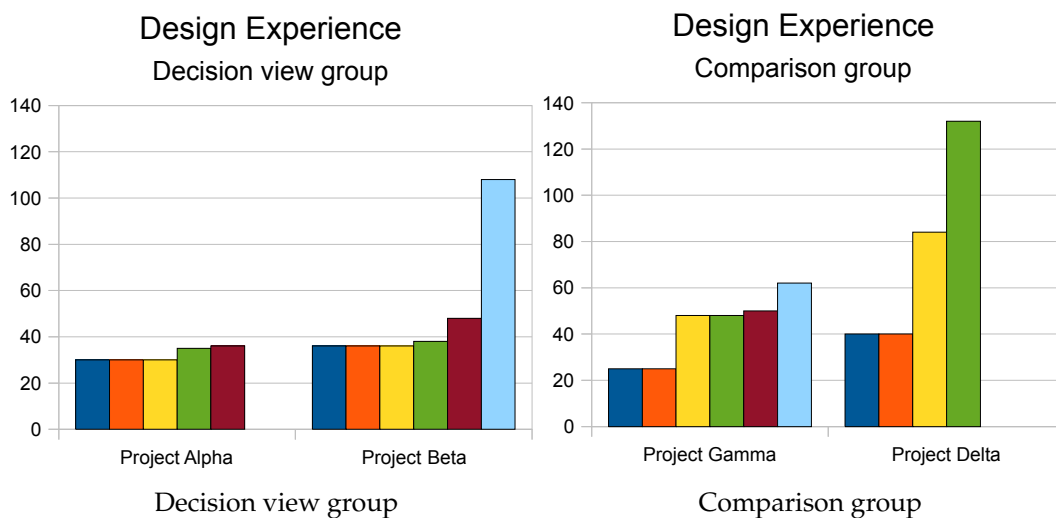 Design Experience
Decision view group
140
120
100
80
60
40
20
0
Project Alpha
Project Beta
Decision view group
Design Experience
Comparison group
140
120
100
80
60
40
20
0
Project Gamma
Project Delta
Comparison group